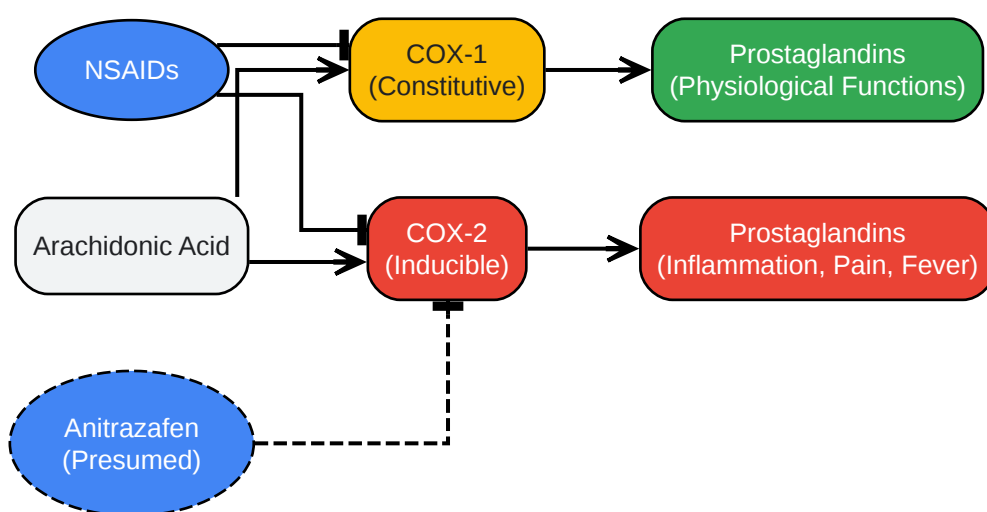 NSAIDs
COX-1
(Constitutive)
Prostaglandins
(Physiological Functions)
Arachidonic Acid
COX-2
(Inducible)
Prostaglandins
(Inflammation, Pain, Fever)
Anitrazafen
(Presumed)